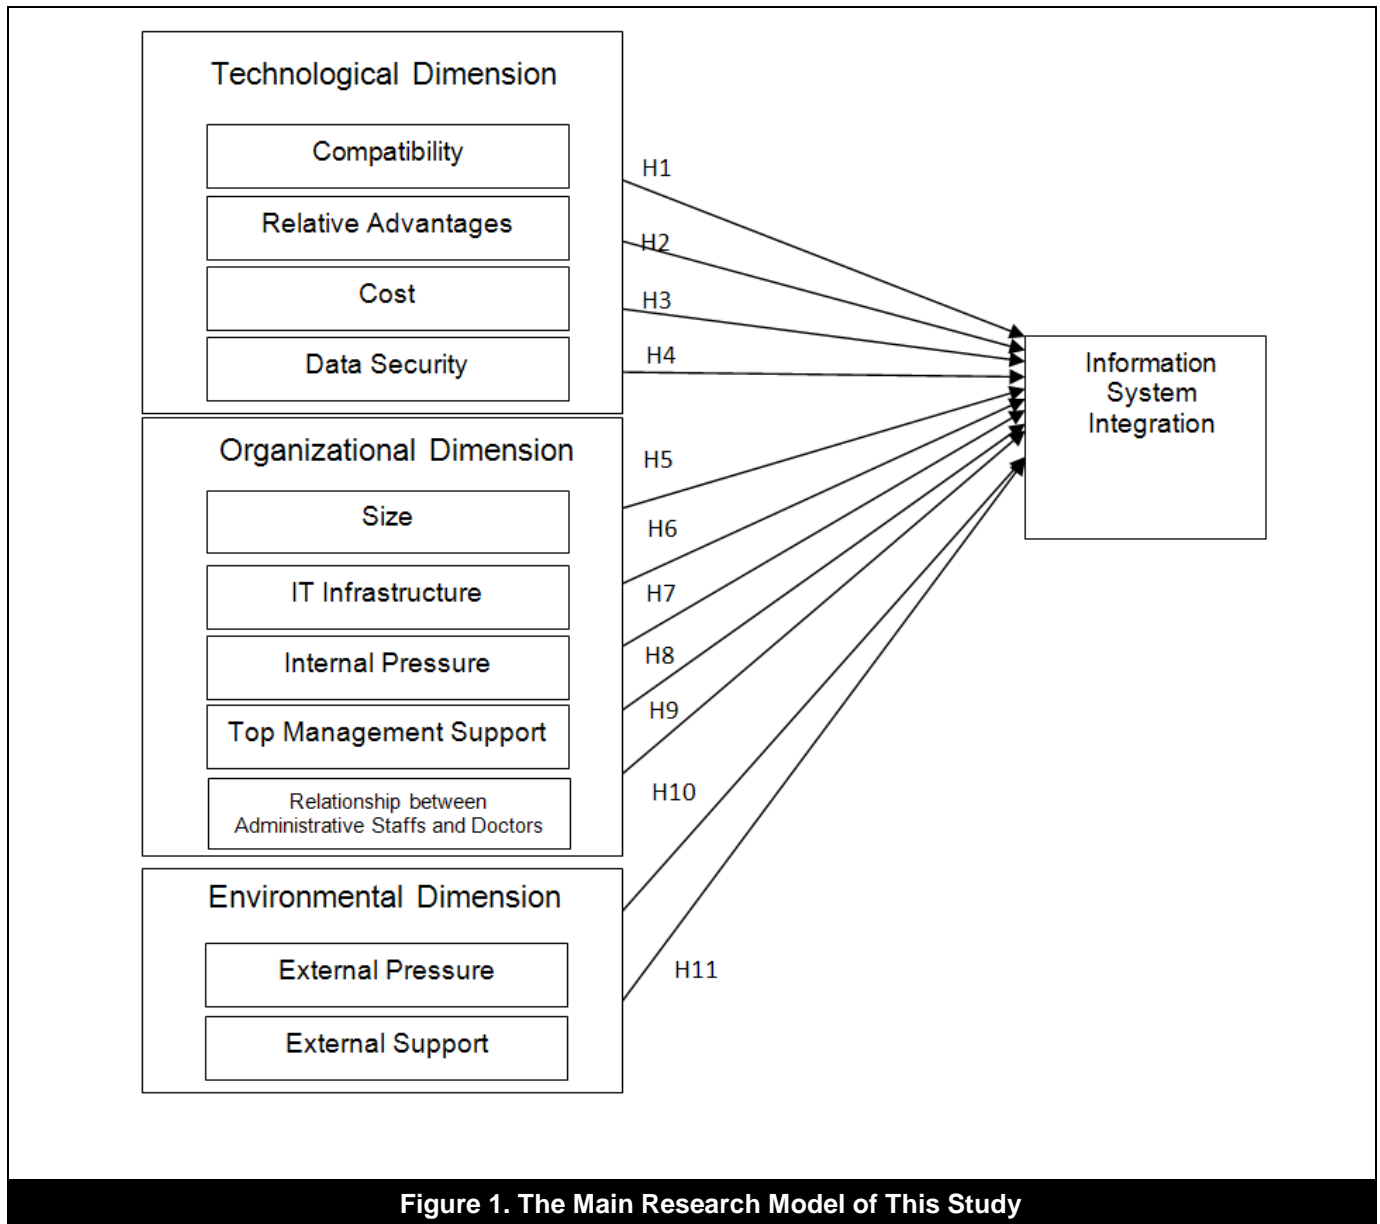 Technological Dimension
Compatibility
Relative Advantages
Cost
Data Security
H1
H2
H3
H4
Organizational Dimension
Size
IT Infrastructure
Internal Pressure
Top Management Support
Relationship between
Administrative Staffs and Doctors
H5
H6
H7
H8
H9
Environmental Dimension
External Pressure
External Support
H10
H11
Information
System
Integration
Figure 1. The Main Research Model of This Study